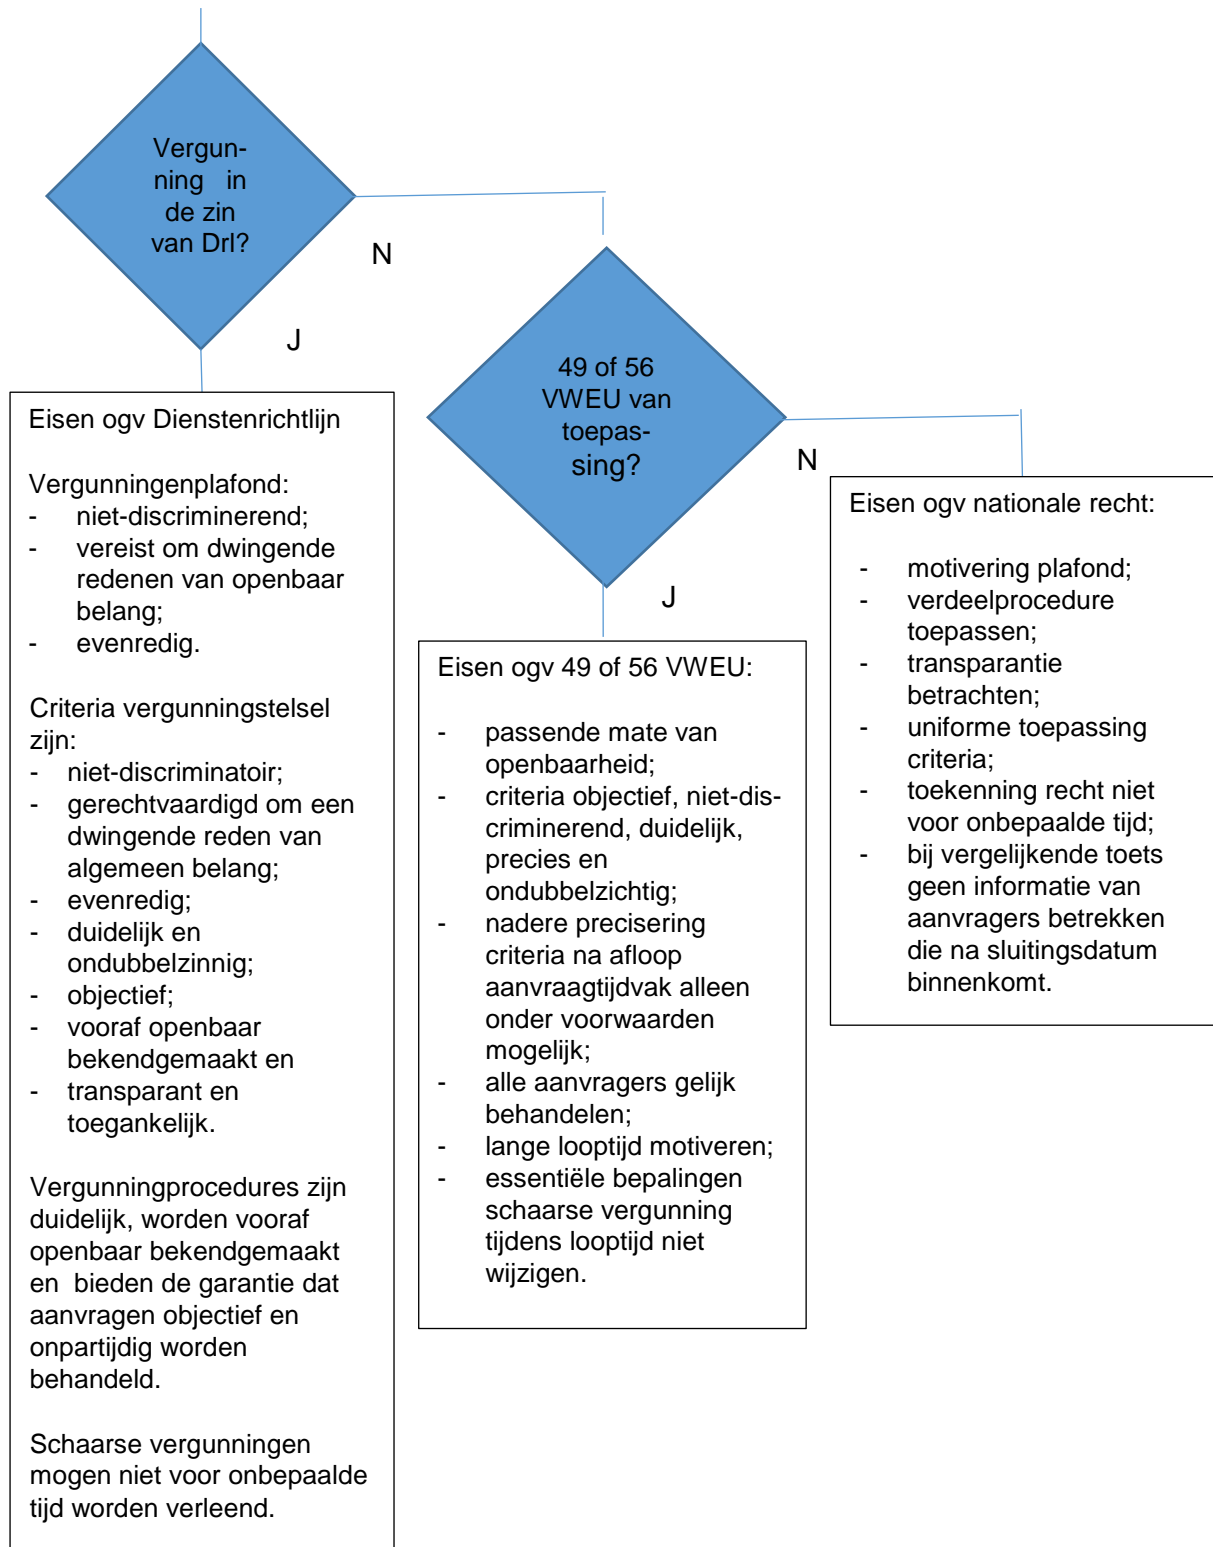 Vergun-
ning in
de zin
van Drl?
N
J
49 of 56
VWEU van
toepas-
sing?
N
J
Eisen ogv Dienstenrichtlijn
Vergunningenplafond:
- niet-discriminerend;
- vereist om dwingende
redenen van openbaar
belang;
- evenredig.
Criteria vergunningstelsel
zijn:
- niet-discriminatoir;
- gerechtvaardigd om een
dwingende reden van
algemeen belang;
- evenredig;
- duidelijk en
ondubbelzinnig;
- objectief;
- vooraf openbaar
bekendgemaakt en
- transparant en
toegankelijk.
Vergunningprocedures zijn
duidelijk, worden vooraf
openbaar bekendgemaakt
en bieden de garantie dat
aanvragen objectief en
onpartijdig worden
behandeld.
Schaarse vergunningen
mogen niet voor onbepaalde
tijd worden verleend.
Eisen ogv 49 of 56 VWEU:
- passende mate van
openbaarheid;
- criteria objectief, niet-dis-
criminerend, duidelijk,
precies en
ondubbelzichtig;
- nadere precisering
criteria na afloop
aanvraagtijdvak alleen
onder voorwaarden
mogelijk;
- alle aanvragers gelijk
behandelen;
- lange looptijd motiveren;
- essentiële bepalingen
schaarse vergunning
tijdens looptijd niet
wijzigen.
Eisen ogv nationale recht:
- motivering plafond;
- verdeelprocedure
toepassen;
- transparantie
betrachten;
- uniforme toepassing
criteria;
- toekenning recht niet
voor onbepaalde tijd;
- bij vergelijkende toets
geen informatie van
aanvragers betrekken
die na sluitingsdatum
binnenkomt.